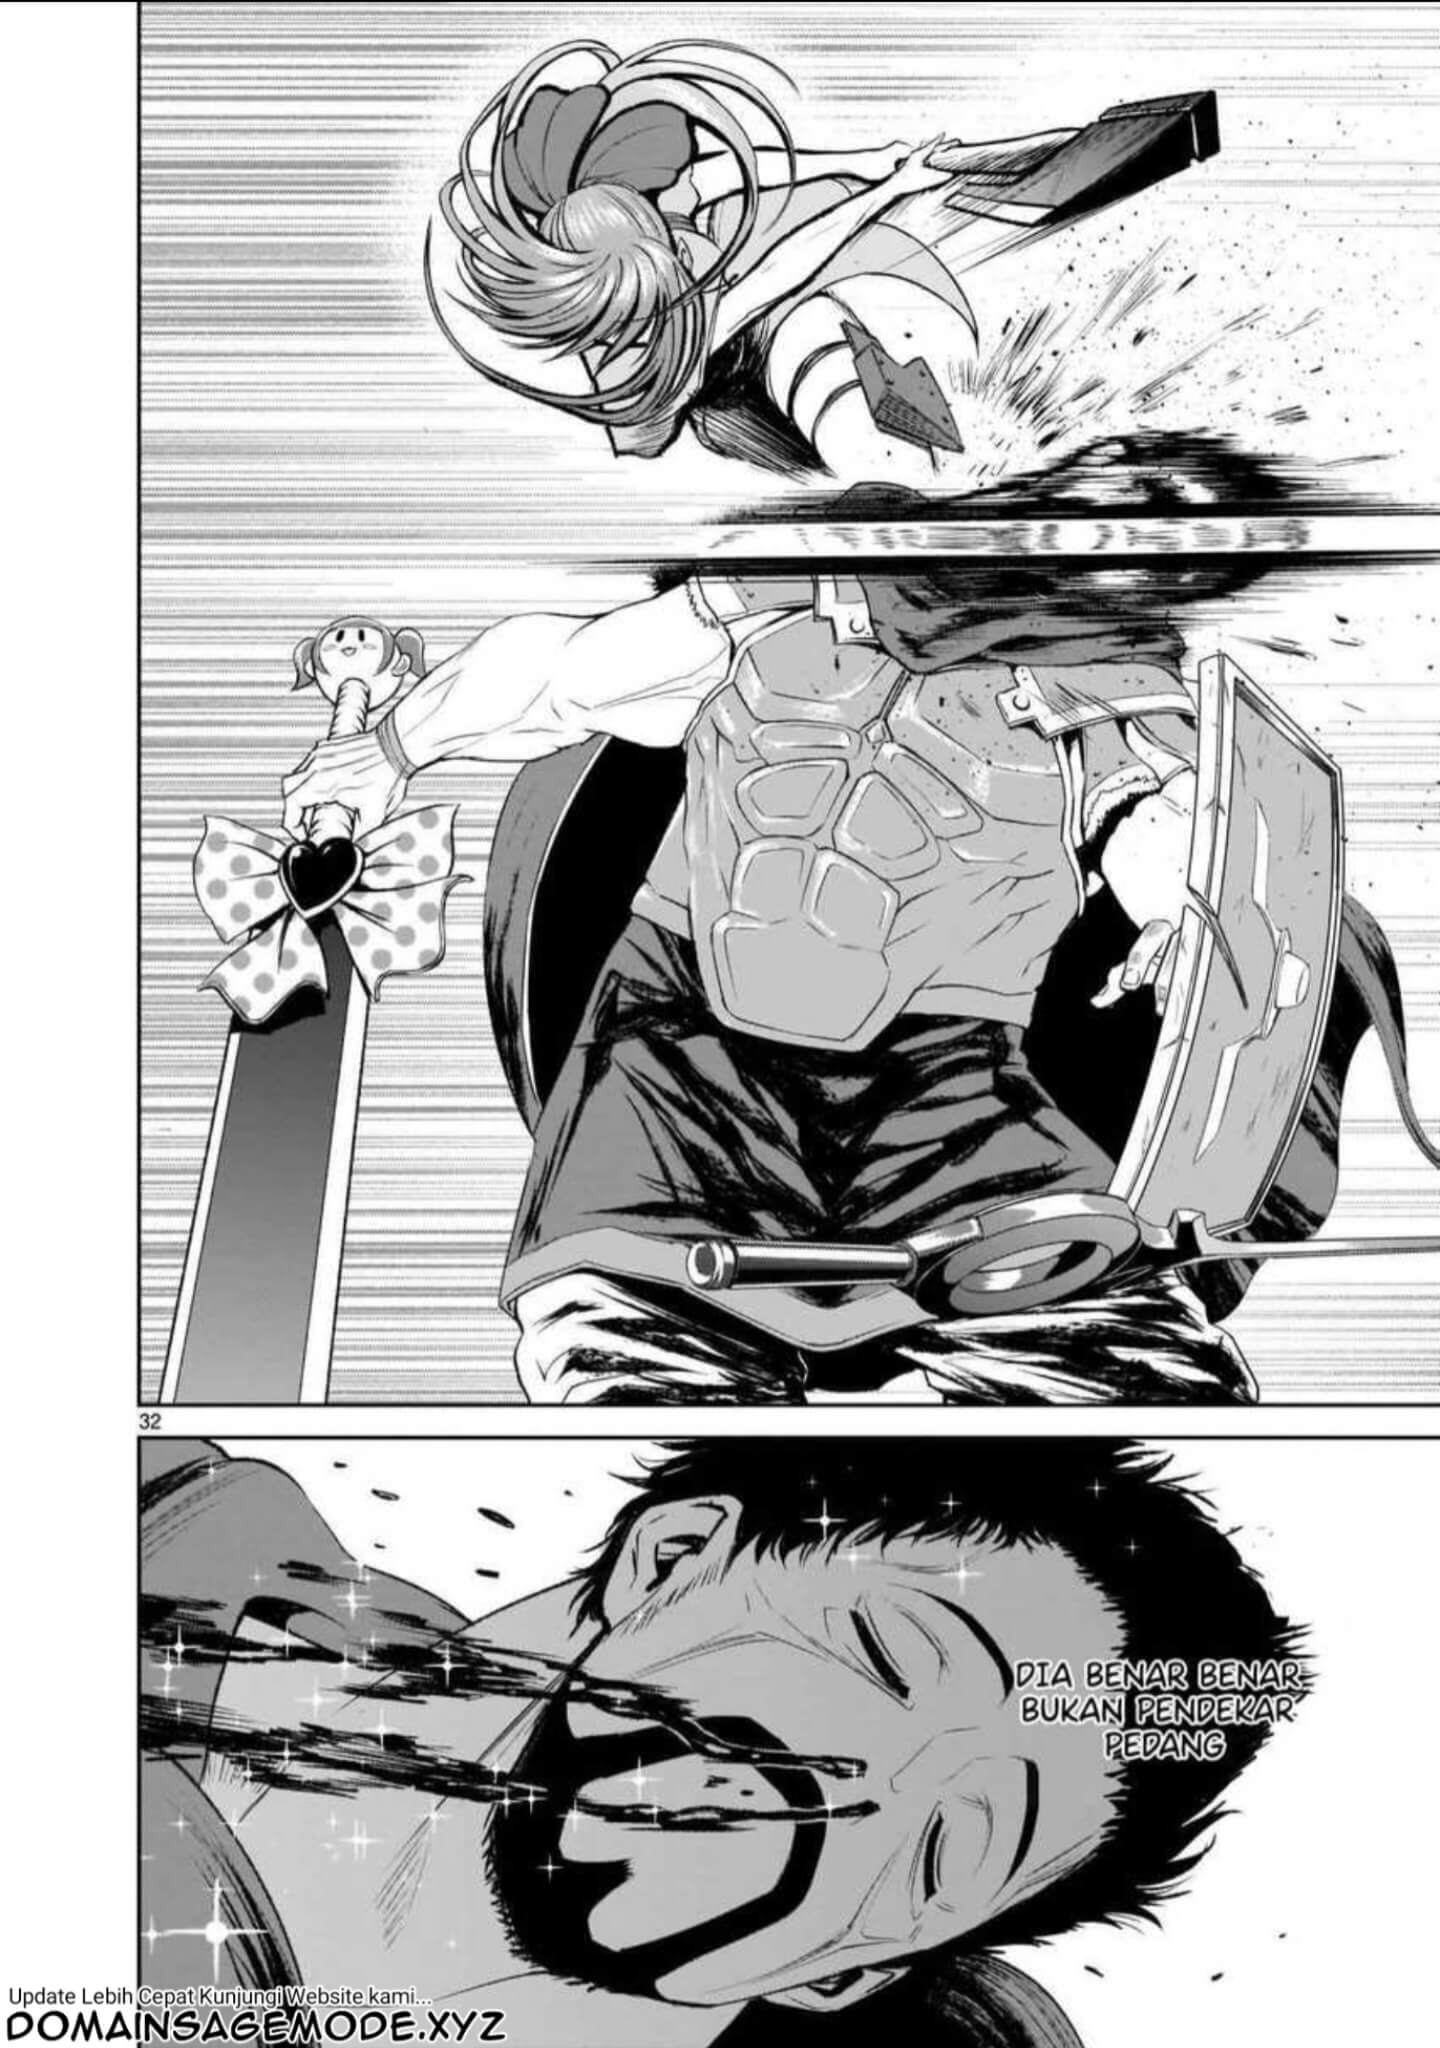 32
DIA BENAR BENAR
BUKAN PENDEKAR
PEDANG
Update Lebih Cepat Kunjungi Website kami...
DOMAINSAGEMODE.XYZ